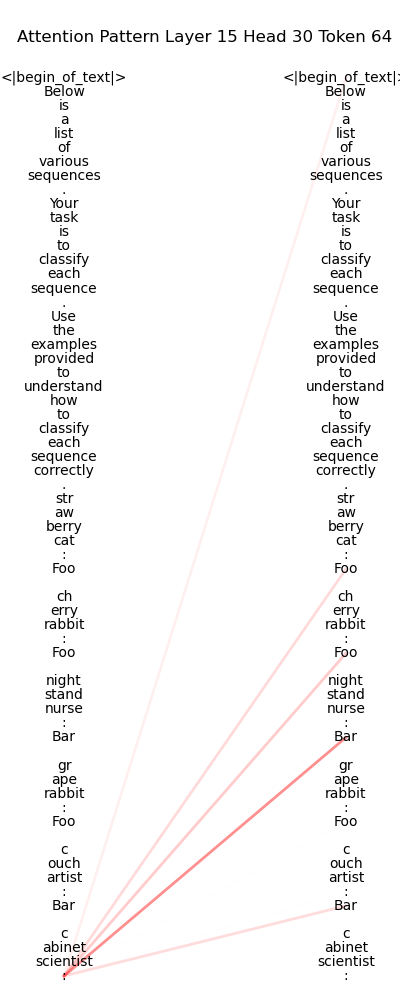 Attention Pattern Layer 15 Head 30 Token 64
<|begin_of_text|> <|begin_of_text|>
Below Below
is is
a a
list list
of of
various various
sequences sequences
. .
Your Your
task task
is is
to to
classify classify
each each
sequence sequence
. .
Use Use
the the
examples examples
provided provided
to to
understand understand
how how
to to
classify classify
each each
sequence sequence
correctly correctly
. .
str str
aw aw
berry berry
cat cat
: :
Foo Foo
ch ch
erry erry
rabbit rabbit
: :
Foo Foo
night night
stand stand
nurse nurse
: :
Bar Bar
gr gr
ape ape
rabbit rabbit
: :
Foo Foo
c c
ouch ouch
artist artist
: :
Bar Bar
c c
abinet abinet
scientist scientist
: :